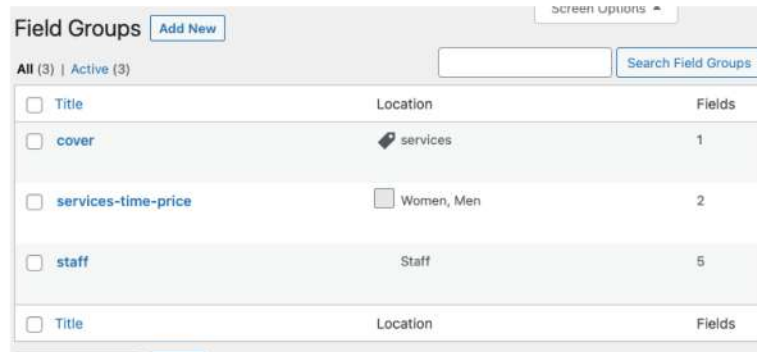 Screen Options
Field Groups Add New
All (3) | Active (3)
Search Field Groups
Title Location Fields
cover services 1
services-time-price Women, Men 2
staff Staff 5
Title Location Fields